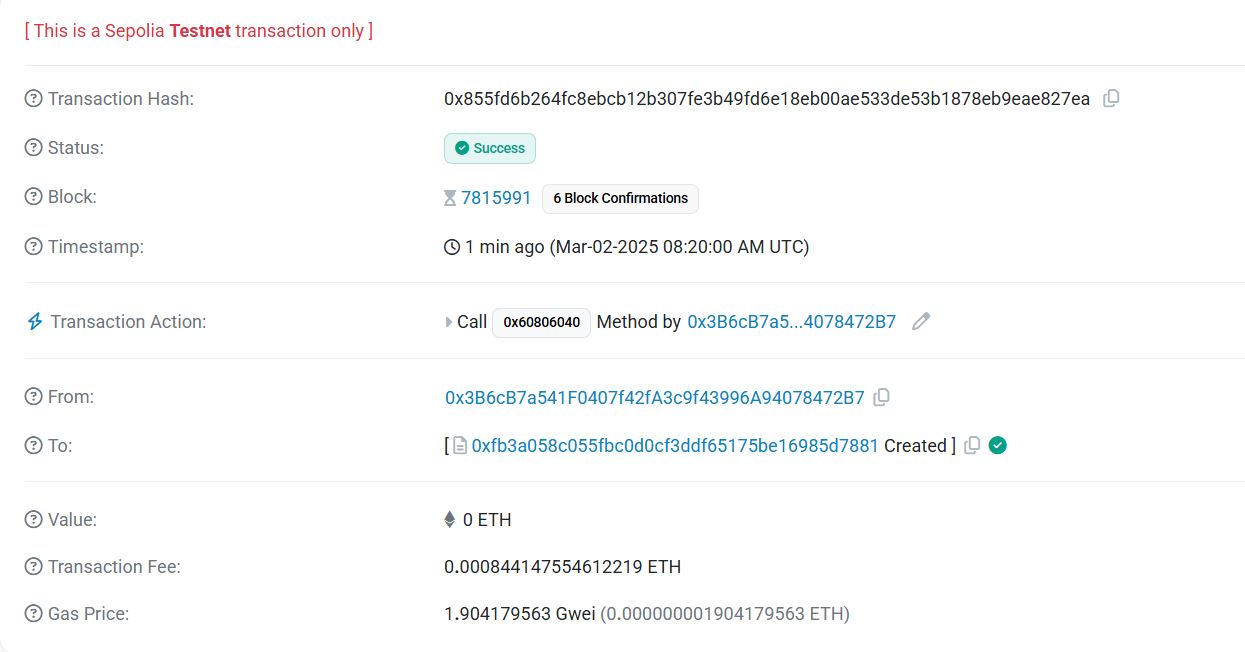 [ This is a Sepolia Testnet transaction only ]
Transaction Hash: 0x855fd6b264fc8ebcb12b307fe3b49fd6e18eb00ae533de53b1878eb9eae827ea
Status: Success
Block: 7815991 6 Block Confirmations
Timestamp: 1 min ago (Mar-02-2025 08:20:00 AM UTC)
Transaction Action: Call 0x60806040 Method by 0x3B6cB7a5...4078472B7
From: 0x3B6cB7a541F0407f42fA3c9f43996A94078472B7
To: [ 0xfb3a058c055fbc0d0cf3ddf65175be16985d7881 Created ]
Value: 0 ETH
Transaction Fee: 0.000844147554612219 ETH
Gas Price: 1.904179563 Gwei (0.000000001904179563 ETH)